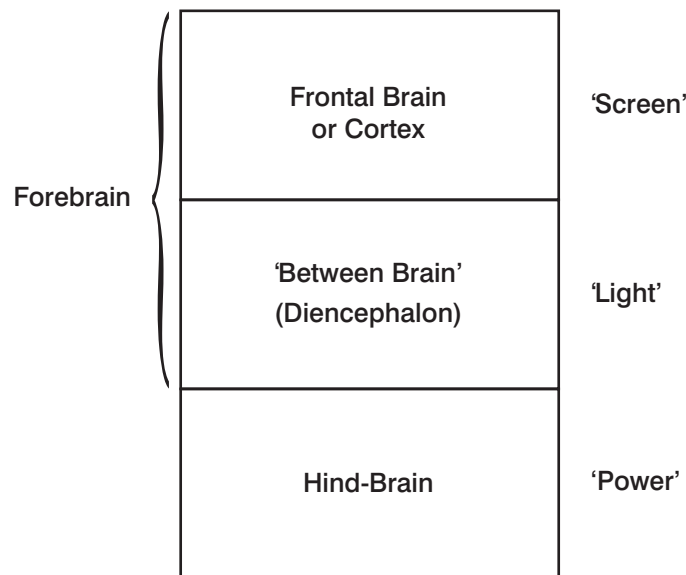 Frontal Brain
or Cortex
‘Screen’
Forebrain
‘Between Brain’
(Diencephalon)
‘Light’
Hind-Brain
‘Power’